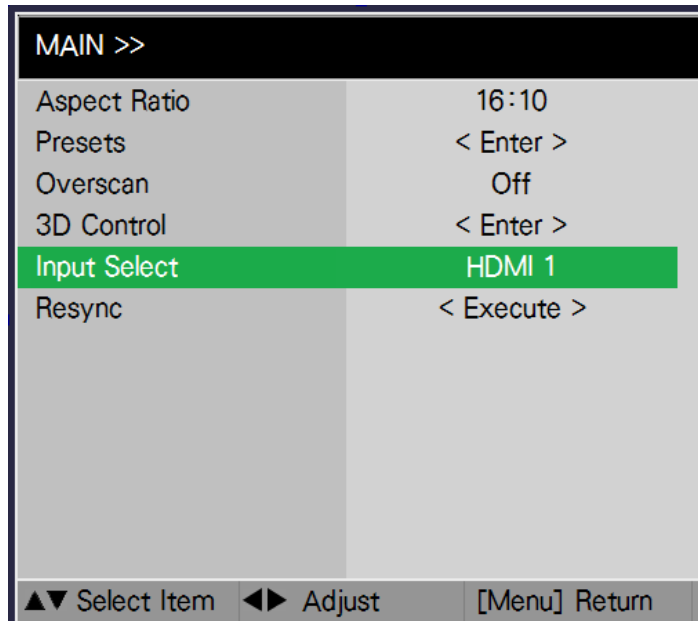 MAIN >>
Aspect Ratio 16:10
Presets < Enter >
Overscan Off
3D Control < Enter >
Input Select HDMI 1
Resync < Execute >
▲▼ Select Item ◀▶ Adjust [Menu] Return